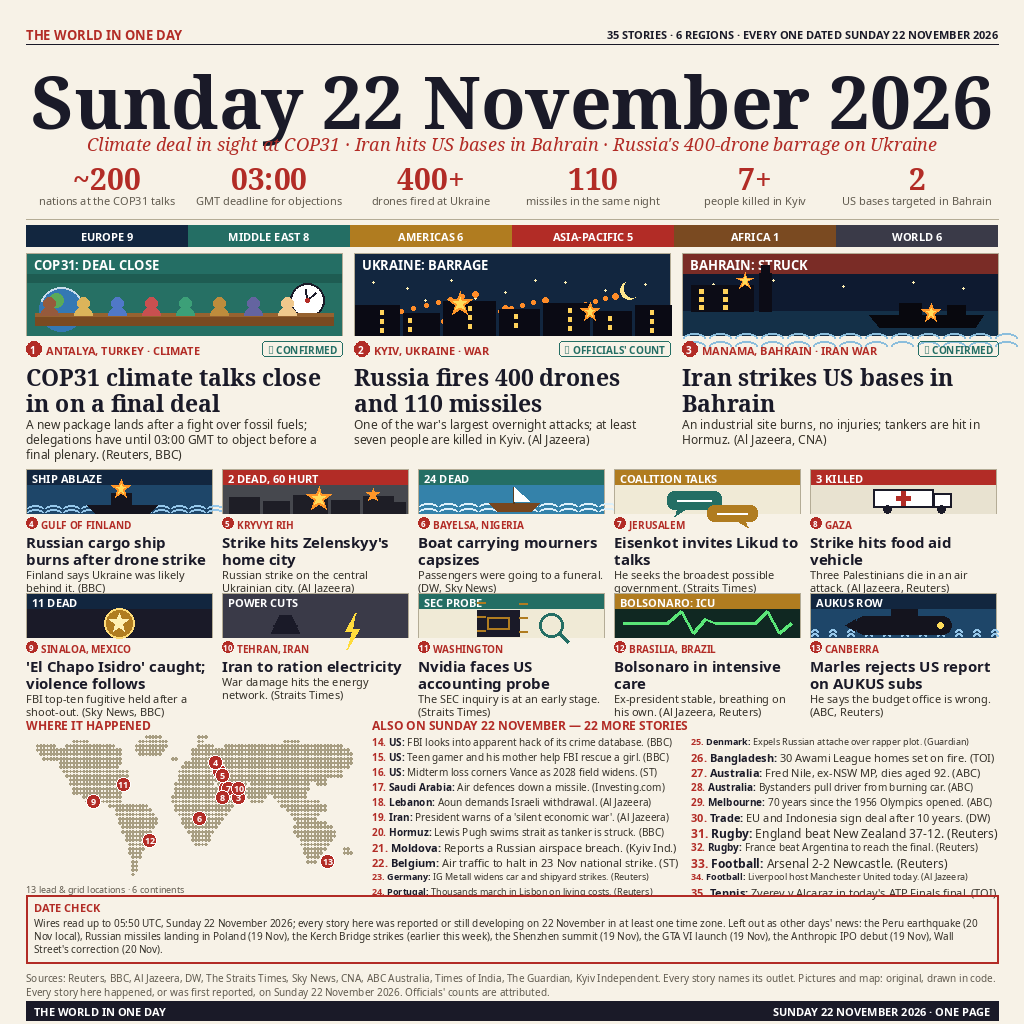 THE WORLD IN ONE DAY
35 STORIES · 6 REGIONS · EVERY ONE DATED SUNDAY 22 NOVEMBER 2026
Sunday 22 November 2026
Climate deal in sight at COP31 · Iran hits US bases in Bahrain · Russia's 400-drone barrage on Ukraine
~200
nations at the COP31 talks
03:00
GMT deadline for objections
400+
drones fired at Ukraine
110
missiles in the same night
7+
people killed in Kyiv
2
US bases targeted in Bahrain
EUROPE 9
MIDDLE EAST 8
AMERICAS 6
ASIA-PACIFIC 5
AFRICA 1
WORLD 6
COP31: DEAL CLOSE
1 ANTALYA, TURKEY · CLIMATE
CONFIRMED
COP31 climate talks close
in on a final deal
A new package lands after a fight over fossil fuels;
delegations have until 03:00 GMT to object before a
final plenary. (Reuters, BBC)
UKRAINE: BARRAGE
2 KYIV, UKRAINE · WAR
OFFICIALS' COUNT
Russia fires 400 drones
and 110 missiles
One of the war's largest overnight attacks; at least
seven people are killed in Kyiv. (Al Jazeera)
BAHRAIN: STRUCK
3 MANAMA, BAHRAIN · IRAN WAR
CONFIRMED
Iran strikes US bases in
Bahrain
An industrial site burns, no injuries; tankers are hit in
Hormuz. (Al Jazeera, CNA)
SHIP ABLAZE
4 GULF OF FINLAND
Russian cargo ship
burns after drone strike
Finland says Ukraine was likely
behind it. (BBC)
2 DEAD, 60 HURT
5 KRYVYI RIH
Strike hits Zelenskyy's
home city
Russian strike on the central
Ukrainian city. (Al Jazeera)
24 DEAD
6 BAYELSA, NIGERIA
Boat carrying mourners
capsizes
Passengers were going to a funeral.
(DW, Sky News)
COALITION TALKS
7 JERUSALEM
Eisenkot invites Likud to
talks
He seeks the broadest possible
government. (Straits Times)
3 KILLED
8 GAZA
Strike hits food aid
vehicle
Three Palestinians die in an air
attack. (Al Jazeera, Reuters)
11 DEAD
9 SINALOA, MEXICO
'El Chapo Isidro' caught;
violence follows
FBI top-ten fugitive held after a
shoot-out. (Sky News, BBC)
POWER CUTS
10 TEHRAN, IRAN
Iran to ration electricity
War damage hits the energy
network. (Straits Times)
SEC PROBE
11 WASHINGTON
Nvidia faces US
accounting probe
The SEC inquiry is at an early stage.
(Straits Times)
BOLSONARO: ICU
12 BRASILIA, BRAZIL
Bolsonaro in intensive
care
Ex-president stable, breathing on
his own. (Al Jazeera, Reuters)
AUKUS ROW
13 CANBERRA
Marles rejects US report
on AUKUS subs
He says the budget office is wrong.
(ABC, Reuters)
WHERE IT HAPPENED
4
5
10
8
3
11
9
6
12
13
13 lead & grid locations · 6 continents
ALSO ON SUNDAY 22 NOVEMBER — 22 MORE STORIES
14. US: FBI looks into apparent hack of its crime database. (BBC)
15. US: Teen gamer and his mother help FBI rescue a girl. (BBC)
16. US: Midterm loss corners Vance as 2028 field widens. (ST)
17. Saudi Arabia: Air defences down a missile. (Investing.com)
18. Lebanon: Aoun demands Israeli withdrawal. (Al Jazeera)
19. Iran: President warns of a 'silent economic war'. (Al Jazeera)
20. Hormuz: Lewis Pugh swims strait as tanker is struck. (BBC)
21. Moldova: Reports a Russian airspace breach. (Kyiv Ind.)
22. Belgium: Air traffic to halt in 23 Nov national strike. (ST)
23. Germany: IG Metall widens car and shipyard strikes. (Reuters)
24. Portugal: Thousands march in Lisbon on living costs. (Reuters)
25. Denmark: Expels Russian attache over rapper plot. (Guardian)
26. Bangladesh: 30 Awami League homes set on fire. (TOI)
27. Australia: Fred Nile, ex-NSW MP, dies aged 92. (ABC)
28. Australia: Bystanders pull driver from burning car. (ABC)
29. Melbourne: 70 years since the 1956 Olympics opened. (ABC)
30. Trade: EU and Indonesia sign deal after 10 years. (DW)
31. Rugby: England beat New Zealand 37-12. (Reuters)
32. Rugby: France beat Argentina to reach the final. (Reuters)
33. Football: Arsenal 2-2 Newcastle. (Reuters)
34. Football: Liverpool host Manchester United today. (Al Jazeera)
35. Tennis: Zverev v Alcaraz in today's ATP Finals final. (TOI)
DATE CHECK
Wires read up to 05:50 UTC, Sunday 22 November 2026; every story here was reported or still developing on 22 November in at least one time zone. Left out as other days' news: the Peru earthquake (20
Nov local), Russian missiles landing in Poland (19 Nov), the Kerch Bridge strikes (earlier this week), the Shenzhen summit (19 Nov), the GTA VI launch (19 Nov), the Anthropic IPO debut (19 Nov), Wall
Street's correction (20 Nov).
Sources: Reuters, BBC, Al Jazeera, DW, The Straits Times, Sky News, CNA, ABC Australia, Times of India, The Guardian, Kyiv Independent. Every story names its outlet. Pictures and map: original, drawn in code.
Every story here happened, or was first reported, on Sunday 22 November 2026. Officials' counts are attributed.
THE WORLD IN ONE DAY
SUNDAY 22 NOVEMBER 2026 · ONE PAGE